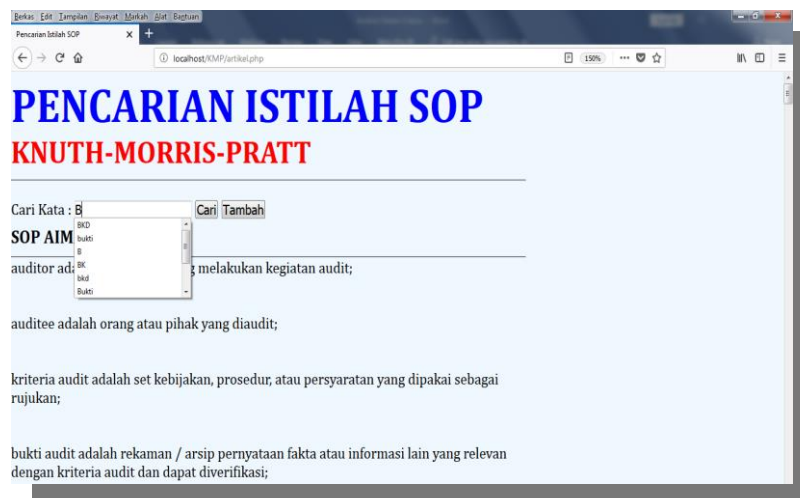 Berkas Edit Tampilan Riwayat Markah Alat Bantuan
Pencarian Istilah SOP × +
localhost/KMP/artikel.php 150%
PENCARIAN ISTILAH SOP
KNUTH-MORRIS-PRATT
Cari Kata : B Cari Tambah
BKD
SOP AIM
bukti
B
BK
bkd
Bukti
auditor melakukan kegiatan audit;
auditee adalah orang atau pihak yang diaudit;
kriteria audit adalah set kebijakan, prosedur, atau persyaratan yang dipakai sebagai
rujukan;
bukti audit adalah rekaman / arsip pernyataan fakta atau informasi lain yang relevan
dengan kriteria audit dan dapat diverifikasi;